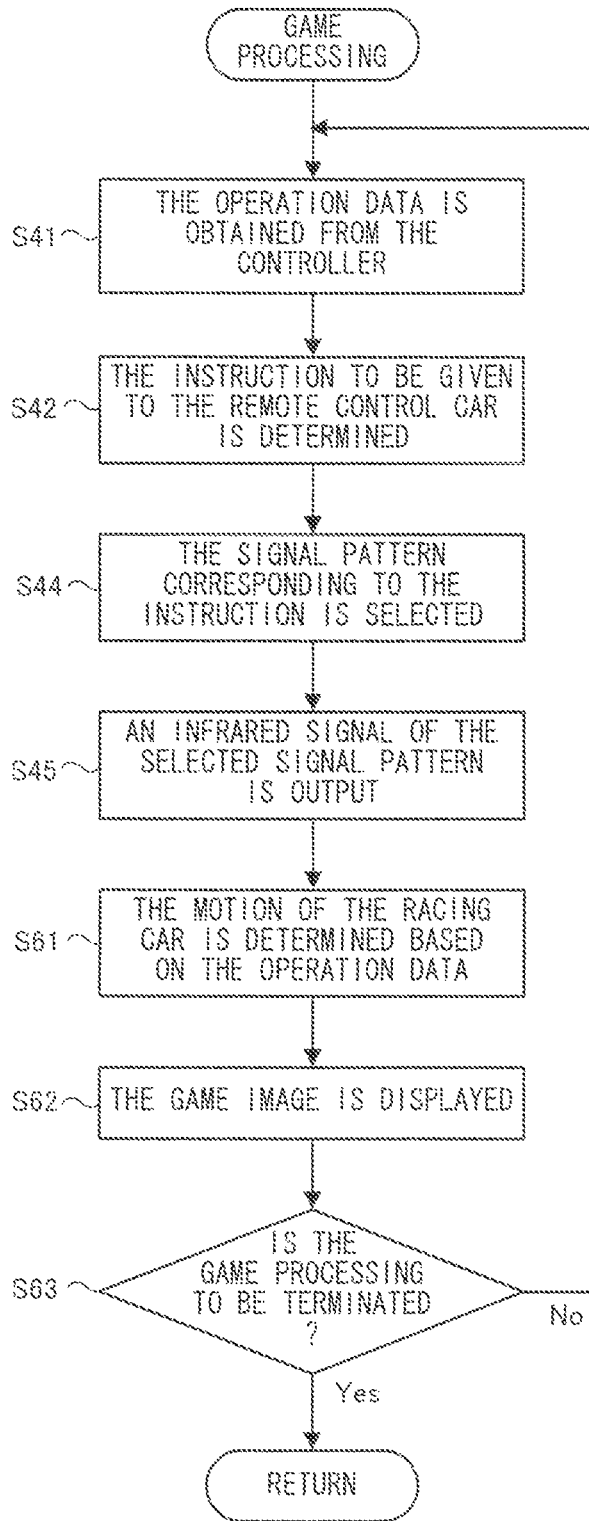 GAME
PROCESSING
S41
THE OPERATION DATA IS
OBTAINED FROM THE
CONTROLLER
S42
THE INSTRUCTION TO BE GIVEN
TO THE REMOTE CONTROL CAR
IS DETERMINED
S44
THE SIGNAL PATTERN
CORRESPONDING TO THE
INSTRUCTION IS SELECTED
S45
AN INFRARED SIGNAL OF THE
SELECTED SIGNAL PATTERN
IS OUTPUT
S61
THE MOTION OF THE RACING
CAR IS DETERMINED BASED
ON THE OPERATION DATA
S62
THE GAME IMAGE IS DISPLAYED
S63
IS THE
GAME PROCESSING
TO BE TERMINATED
?
No
Yes
RETURN